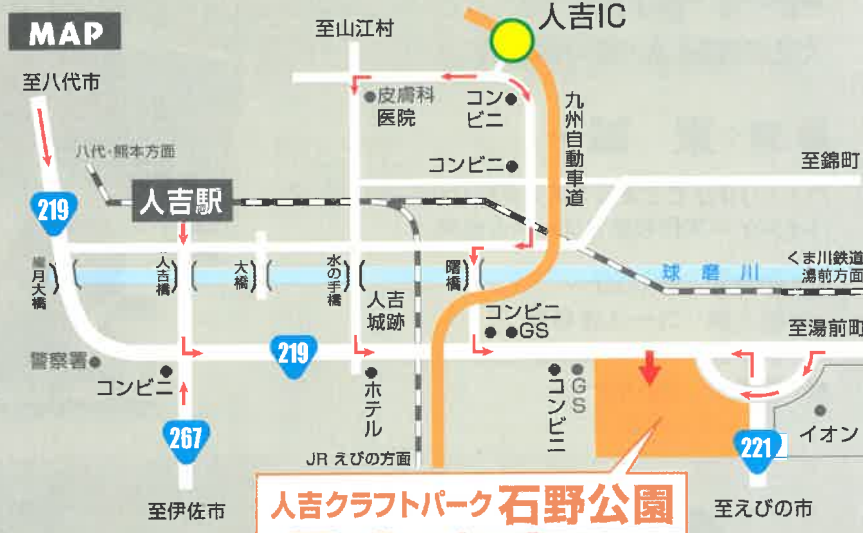 MAP
人吉IC
至山江村
至八代市
皮膚科
医院
コン
ビニ
九州自動車道
八代・熊本方面
コンビニ
至錦町
219
人吉駅
月大橋
人吉橋
大橋
水の手橋
曙橋
球磨川
くま川鉄道
湯前方面
人吉
城跡
コンビニ
GS
至湯前町
警察署
219
コンビニ
ホテル
コンビニ
GS
イオン
267
221
JR えびの方面
至伊佐市
人吉クラフトパーク 石野公園
至えびの市